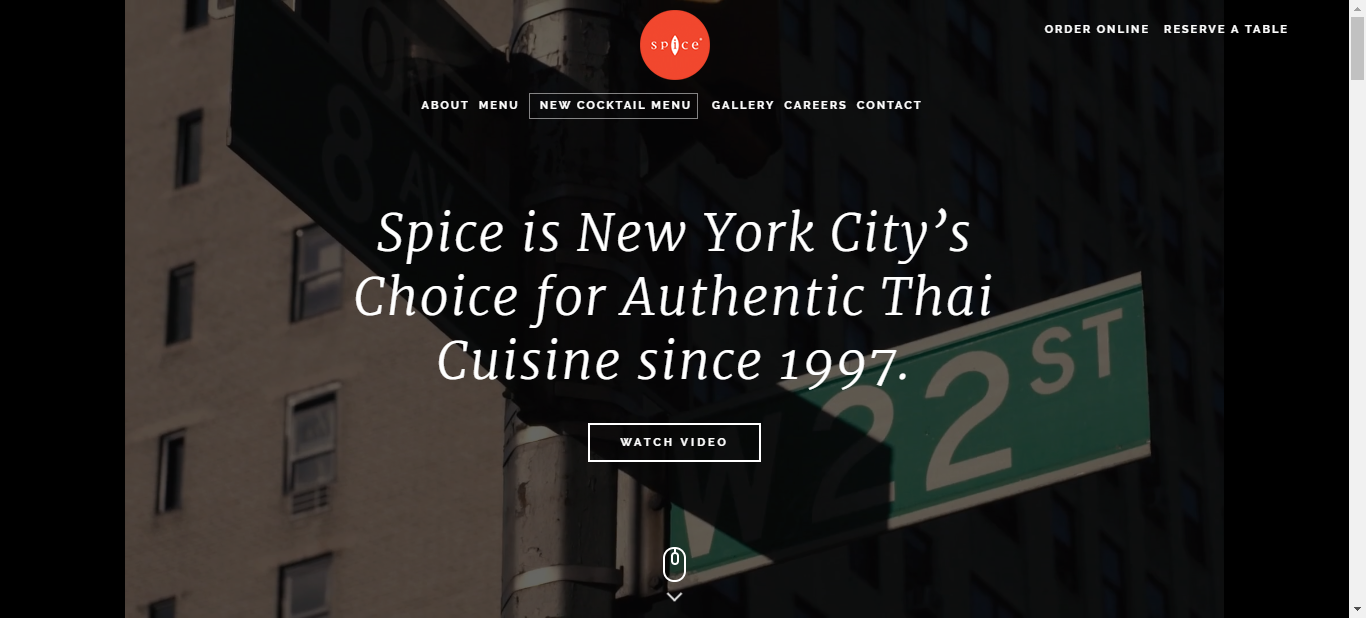 spice
ORDER ONLINE RESERVE A TABLE
ABOUT MENU NEW COCKTAIL MENU GALLERY CAREERS CONTACT
8 AV
Spice is New York City’s
Choice for Authentic Thai
Cuisine since 1997.
W 22 ST
WATCH VIDEO